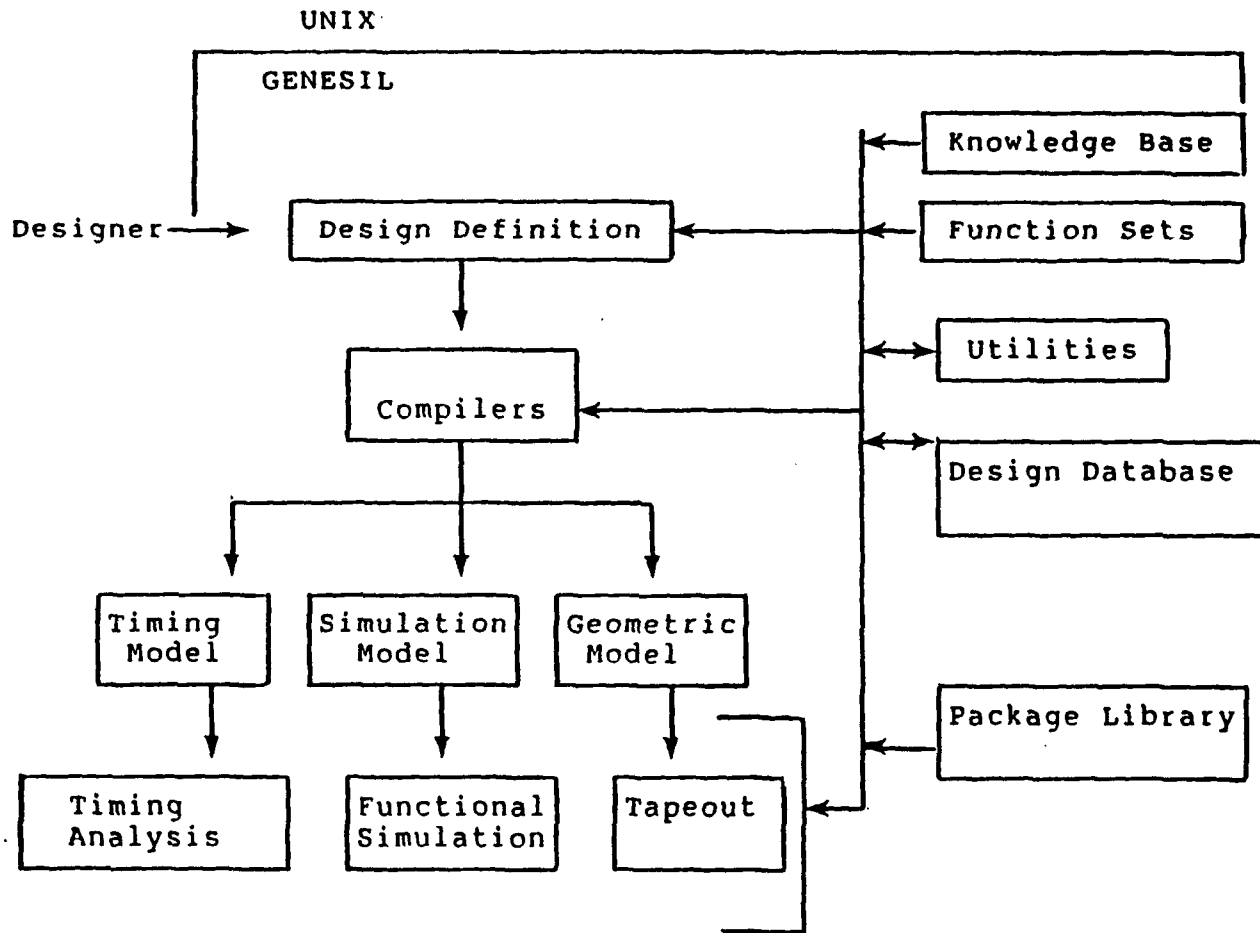 UNIX
GENESIL
Knowledge Base
Designer
Design Definition
Function Sets
Utilities
Compilers
Design Database
Timing
Model
Simulation
Model
Geometric
Model
Package Library
Timing
Analysis
Functional
Simulation
Tapeout